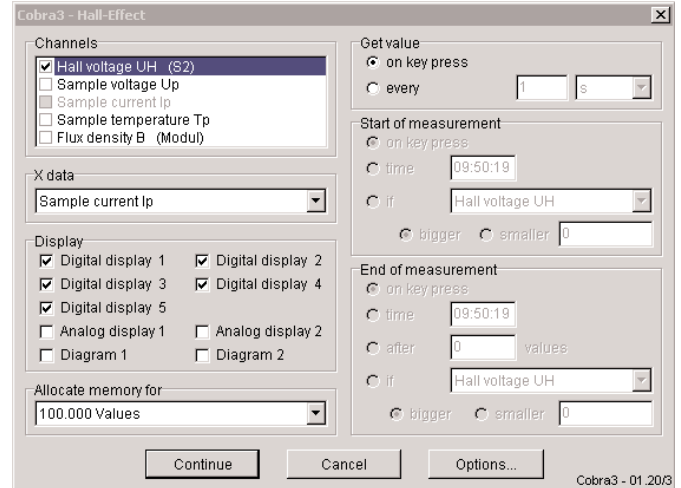 Cobra3 - Hall-Effect
Channels
Hall voltage UH (S2)
Sample voltage Up
Sample current Ip
Sample temperature Tp
Flux density B (Modul)
X data
Sample current Ip
Display
Digital display 1 Digital display 2
Digital display 3 Digital display 4
Digital display 5
Analog display 1 Analog display 2
Diagram 1 Diagram 2
Allocate memory for
100.000 Values
Get value
on key press
every 1 s
Start of measurement
on key press
time 09:50:19
if Hall voltage UH
bigger smaller 0
End of measurement
on key press
time 09:50:19
after 0 values
if Hall voltage UH
bigger smaller 0
Continue Cancel Options...
Cobra3 - 01.20/3